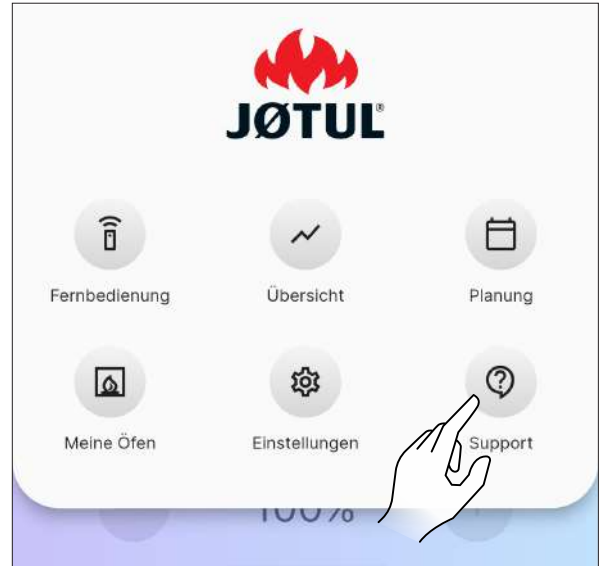 JØTUL®
Fernbedienung
Übersicht
Planung
Meine Öfen
Einstellungen
Support
100%